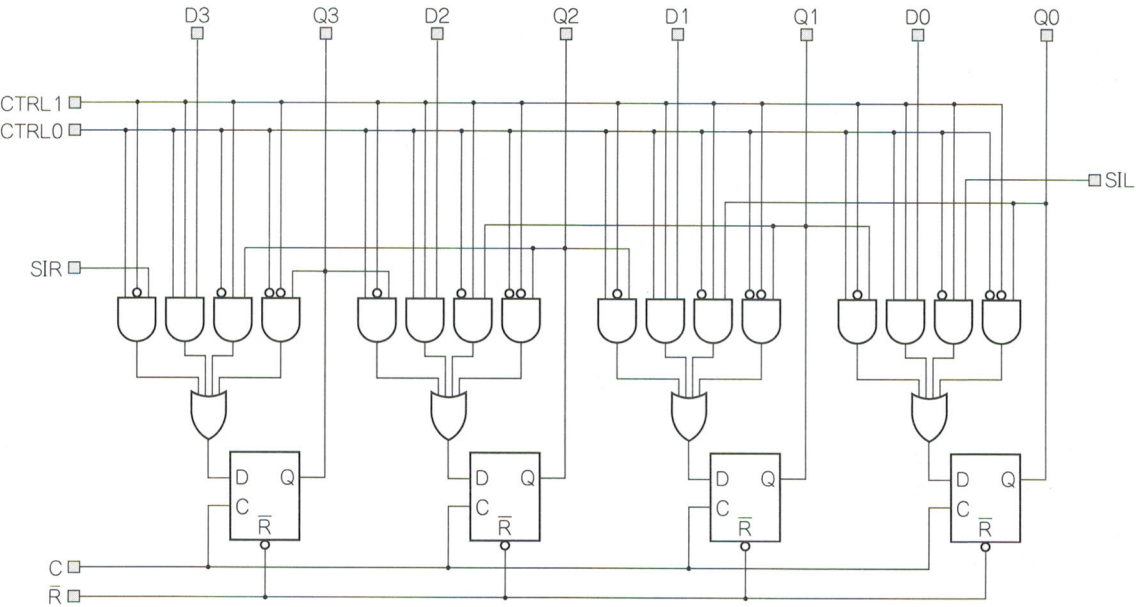 D3 Q3 D2 Q2 D1 Q1 D0 Q0
CTRL1
CTRL0
SIL
SIR
D Q D Q D Q D Q
C C C C
R̅ R̅ R̅ R̅
C
R̅